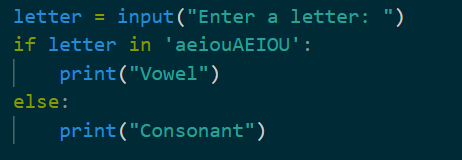 letter = input("Enter a letter: ")
if letter in 'aeiouAEIOU':
    print("Vowel")
else:
    print("Consonant")